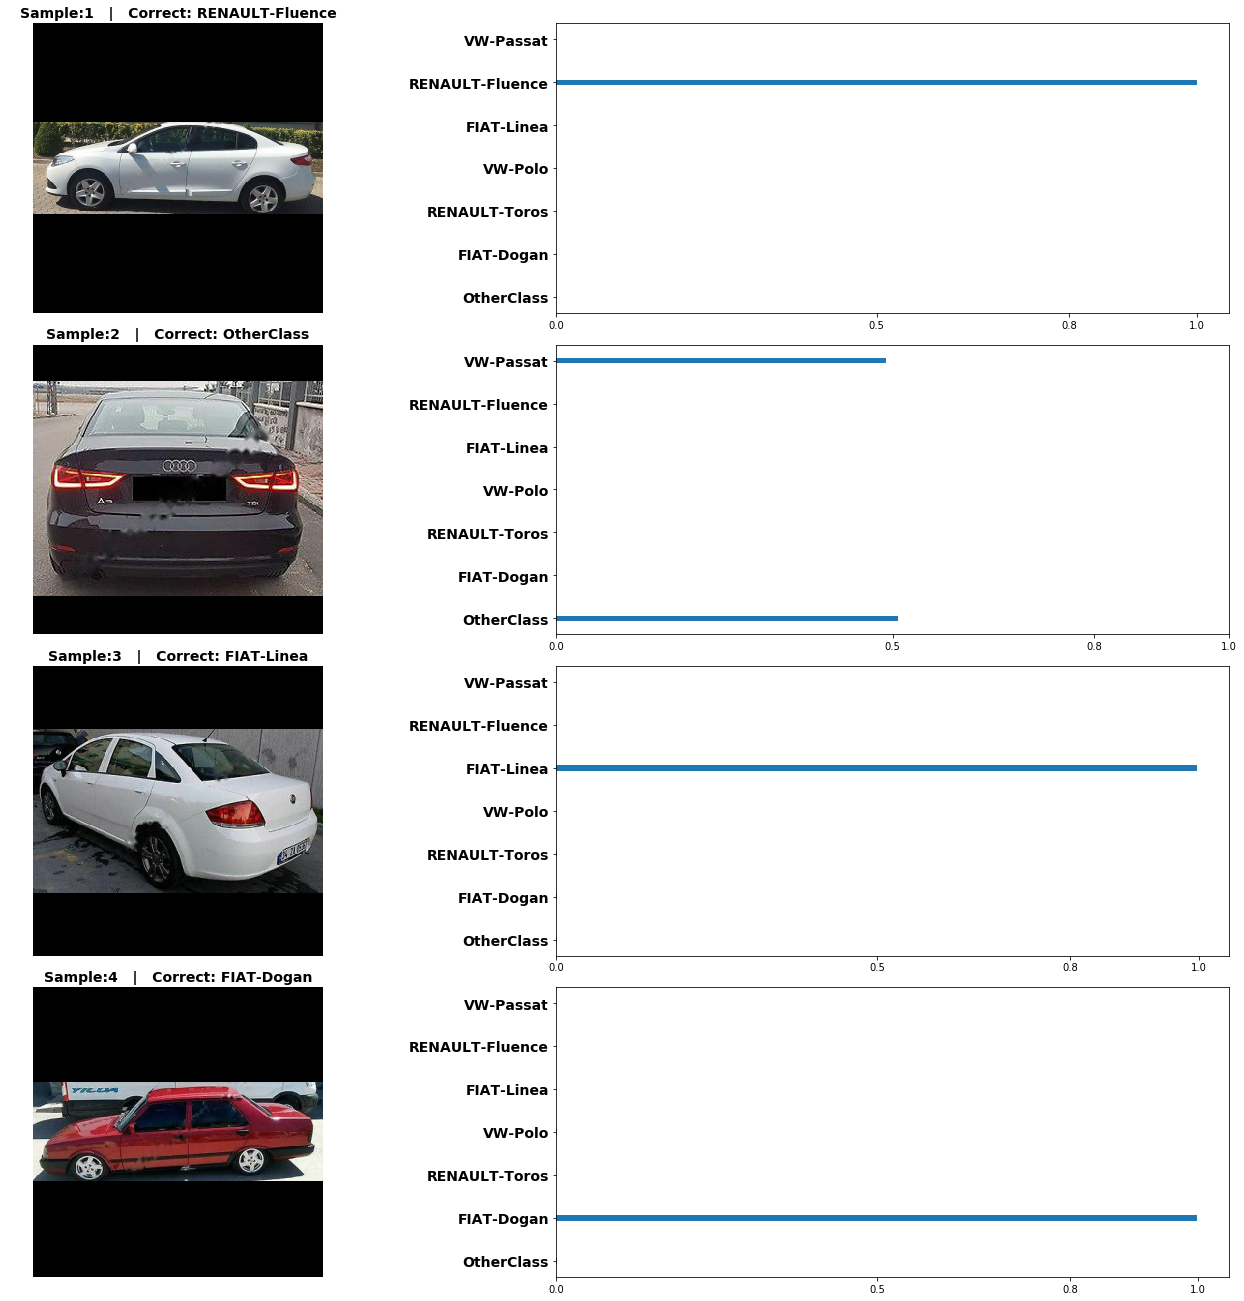 Sample:1 | Correct: RENAULT-Fluence
VW-Passat
RENAULT-Fluence
FIAT-Linea
VW-Polo
RENAULT-Toros
FIAT-Dogan
OtherClass
0.0 0.5 0.8 1.0
Sample:2 | Correct: OtherClass
TDI
VW-Passat
RENAULT-Fluence
FIAT-Linea
VW-Polo
RENAULT-Toros
FIAT-Dogan
OtherClass
0.0 0.5 0.8 1.0
Sample:3 | Correct: FIAT-Linea
VW-Passat
RENAULT-Fluence
FIAT-Linea
VW-Polo
RENAULT-Toros
FIAT-Dogan
OtherClass
0.0 0.5 0.8 1.0
Sample:4 | Correct: FIAT-Dogan
VW-Passat
RENAULT-Fluence
FIAT-Linea
VW-Polo
RENAULT-Toros
FIAT-Dogan
OtherClass
0.0 0.5 0.8 1.0